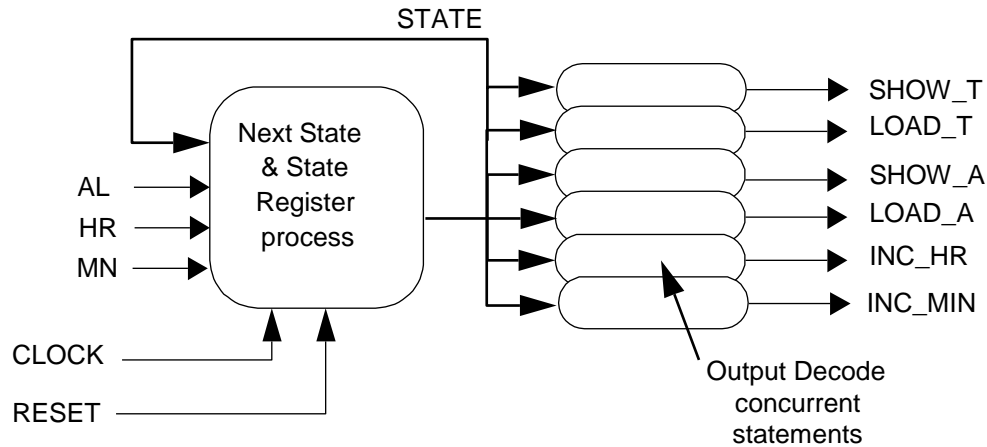 STATE
Next State
& State
Register
process
AL
HR
MN
CLOCK
RESET
SHOW_T
LOAD_T
SHOW_A
LOAD_A
INC_HR
INC_MIN
Output Decode
concurrent
statements